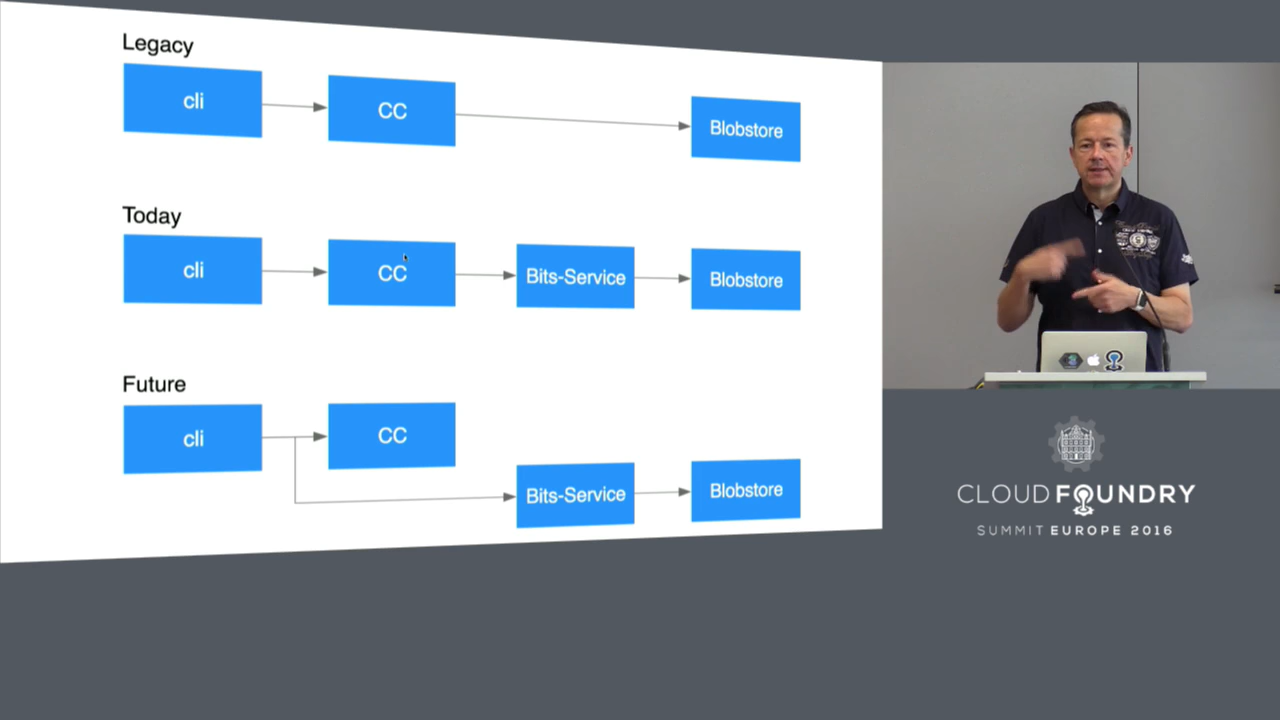 Legacy
cli
CC
Blobstore
Today
cli
CC
Bits-Service
Blobstore
Future
cli
CC
Bits-Service
Blobstore
CLOUD FOUNDRY
SUMMIT EUROPE 2016